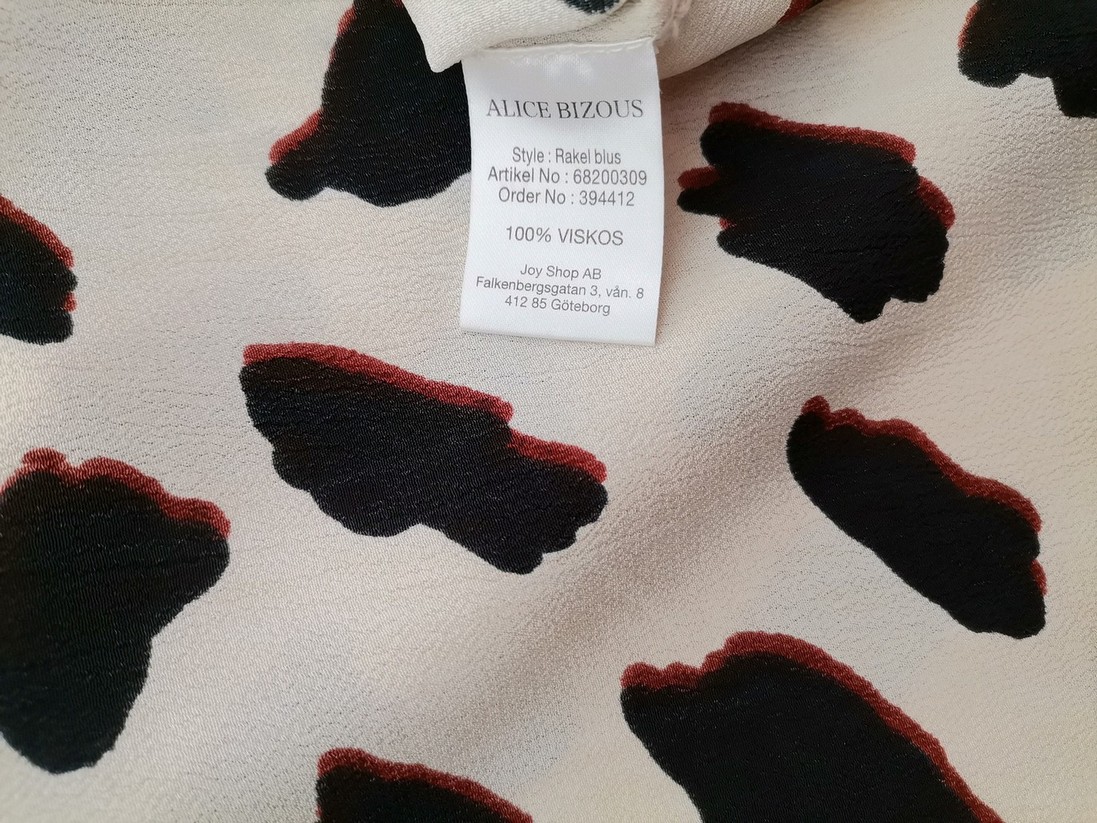 ALICE BIZOUS
Style : Rakel blus
Artikel No : 68200309
Order No : 394412
100% VISKOS
Joy Shop AB
Falkenbergsgatan 3, vån. 8
412 85 Göteborg